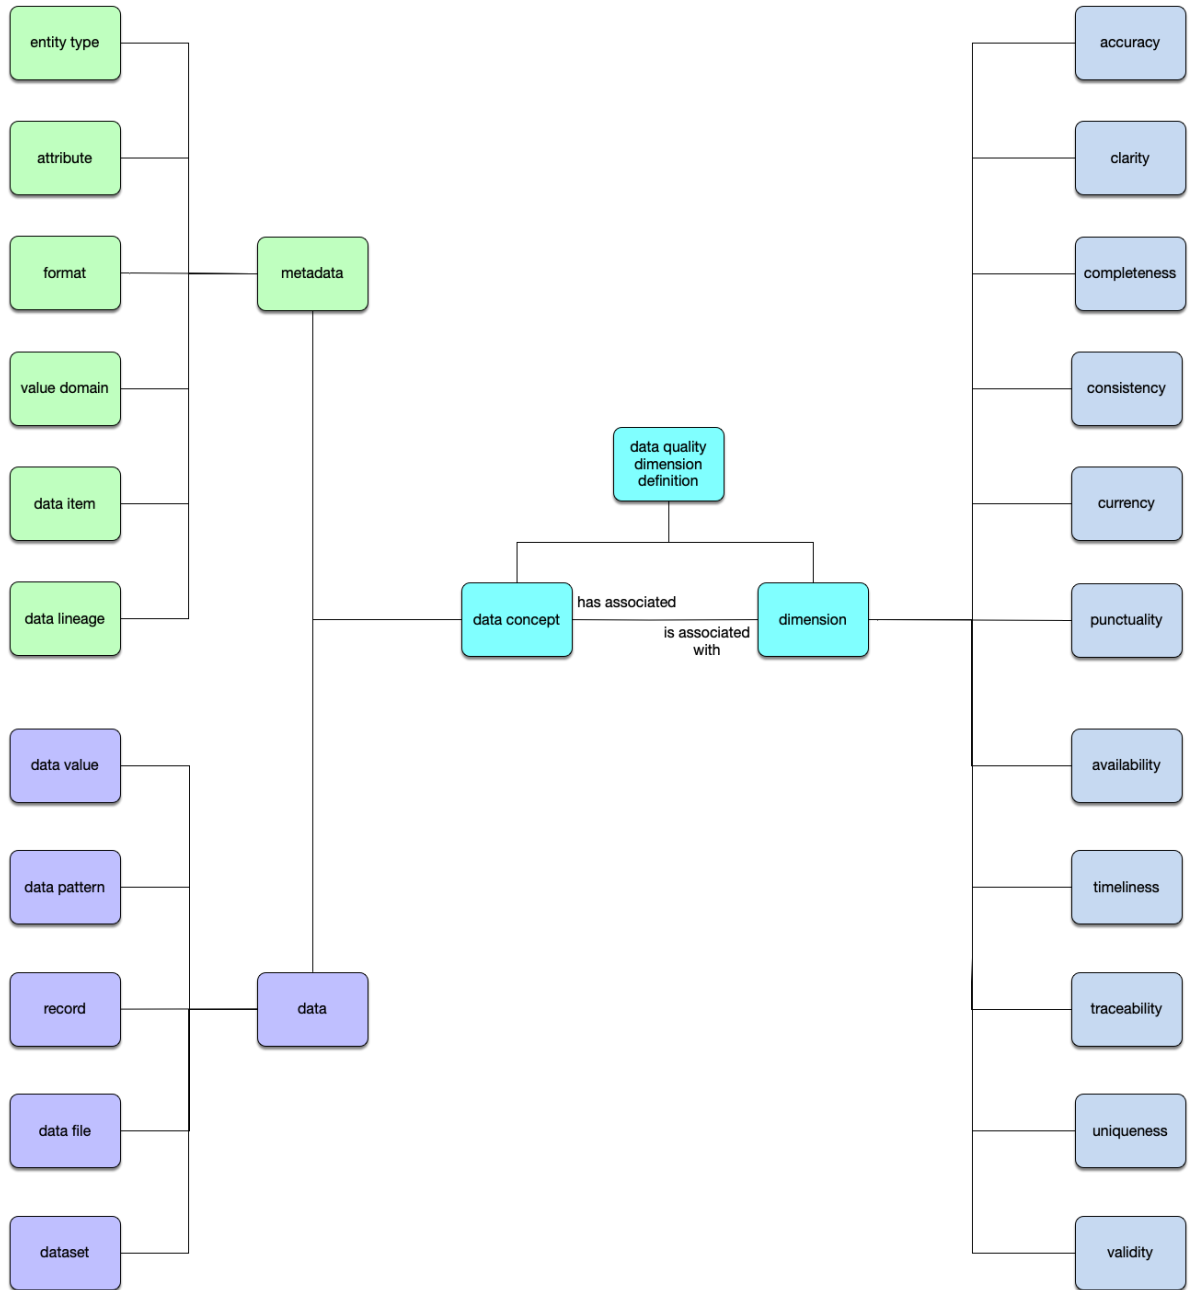 entity type
attribute
format
value domain
data item
data lineage
metadata
data value
data pattern
record
data file
dataset
data
data quality
dimension
definition
data concept
has associated
is associated
with
dimension
accuracy
clarity
completeness
consistency
currency
punctuality
availability
timeliness
traceability
uniqueness
validity